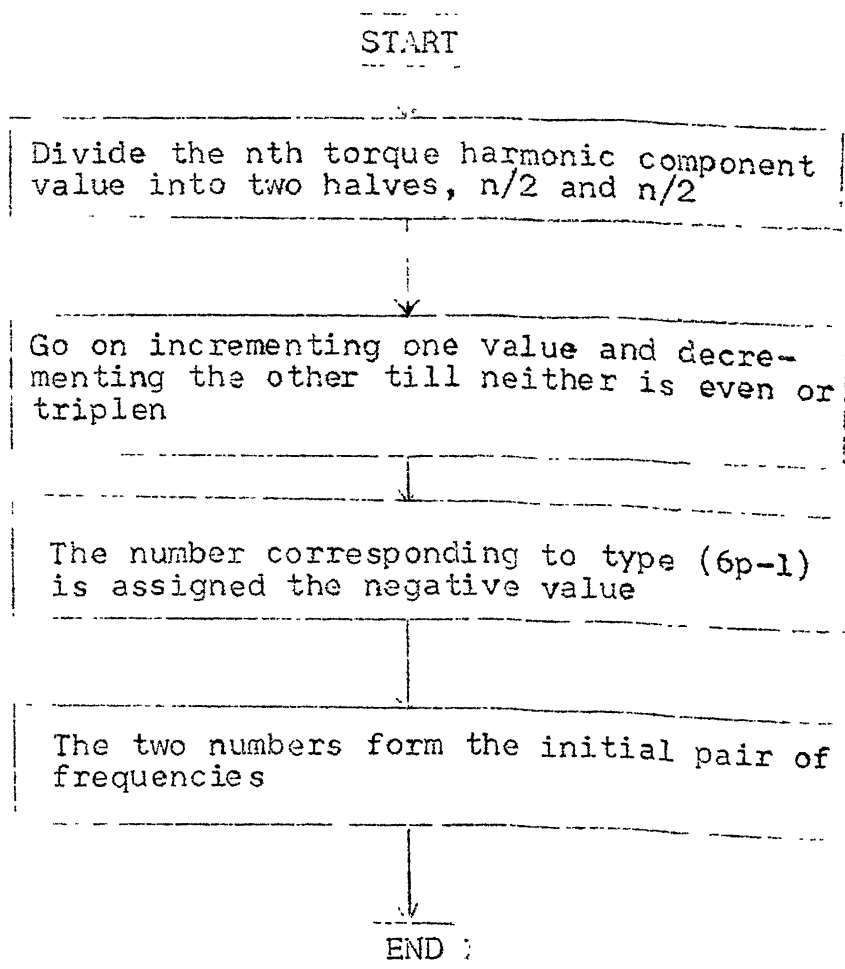 START
Divide the nth torque harmonic component
value into two halves, n/2 and n/2
Go on incrementing one value and decre-
menting the other till neither is even or
triplen
The number corresponding to type (6p-1)
is assigned the negative value
The two numbers form the initial pair of
frequencies
END